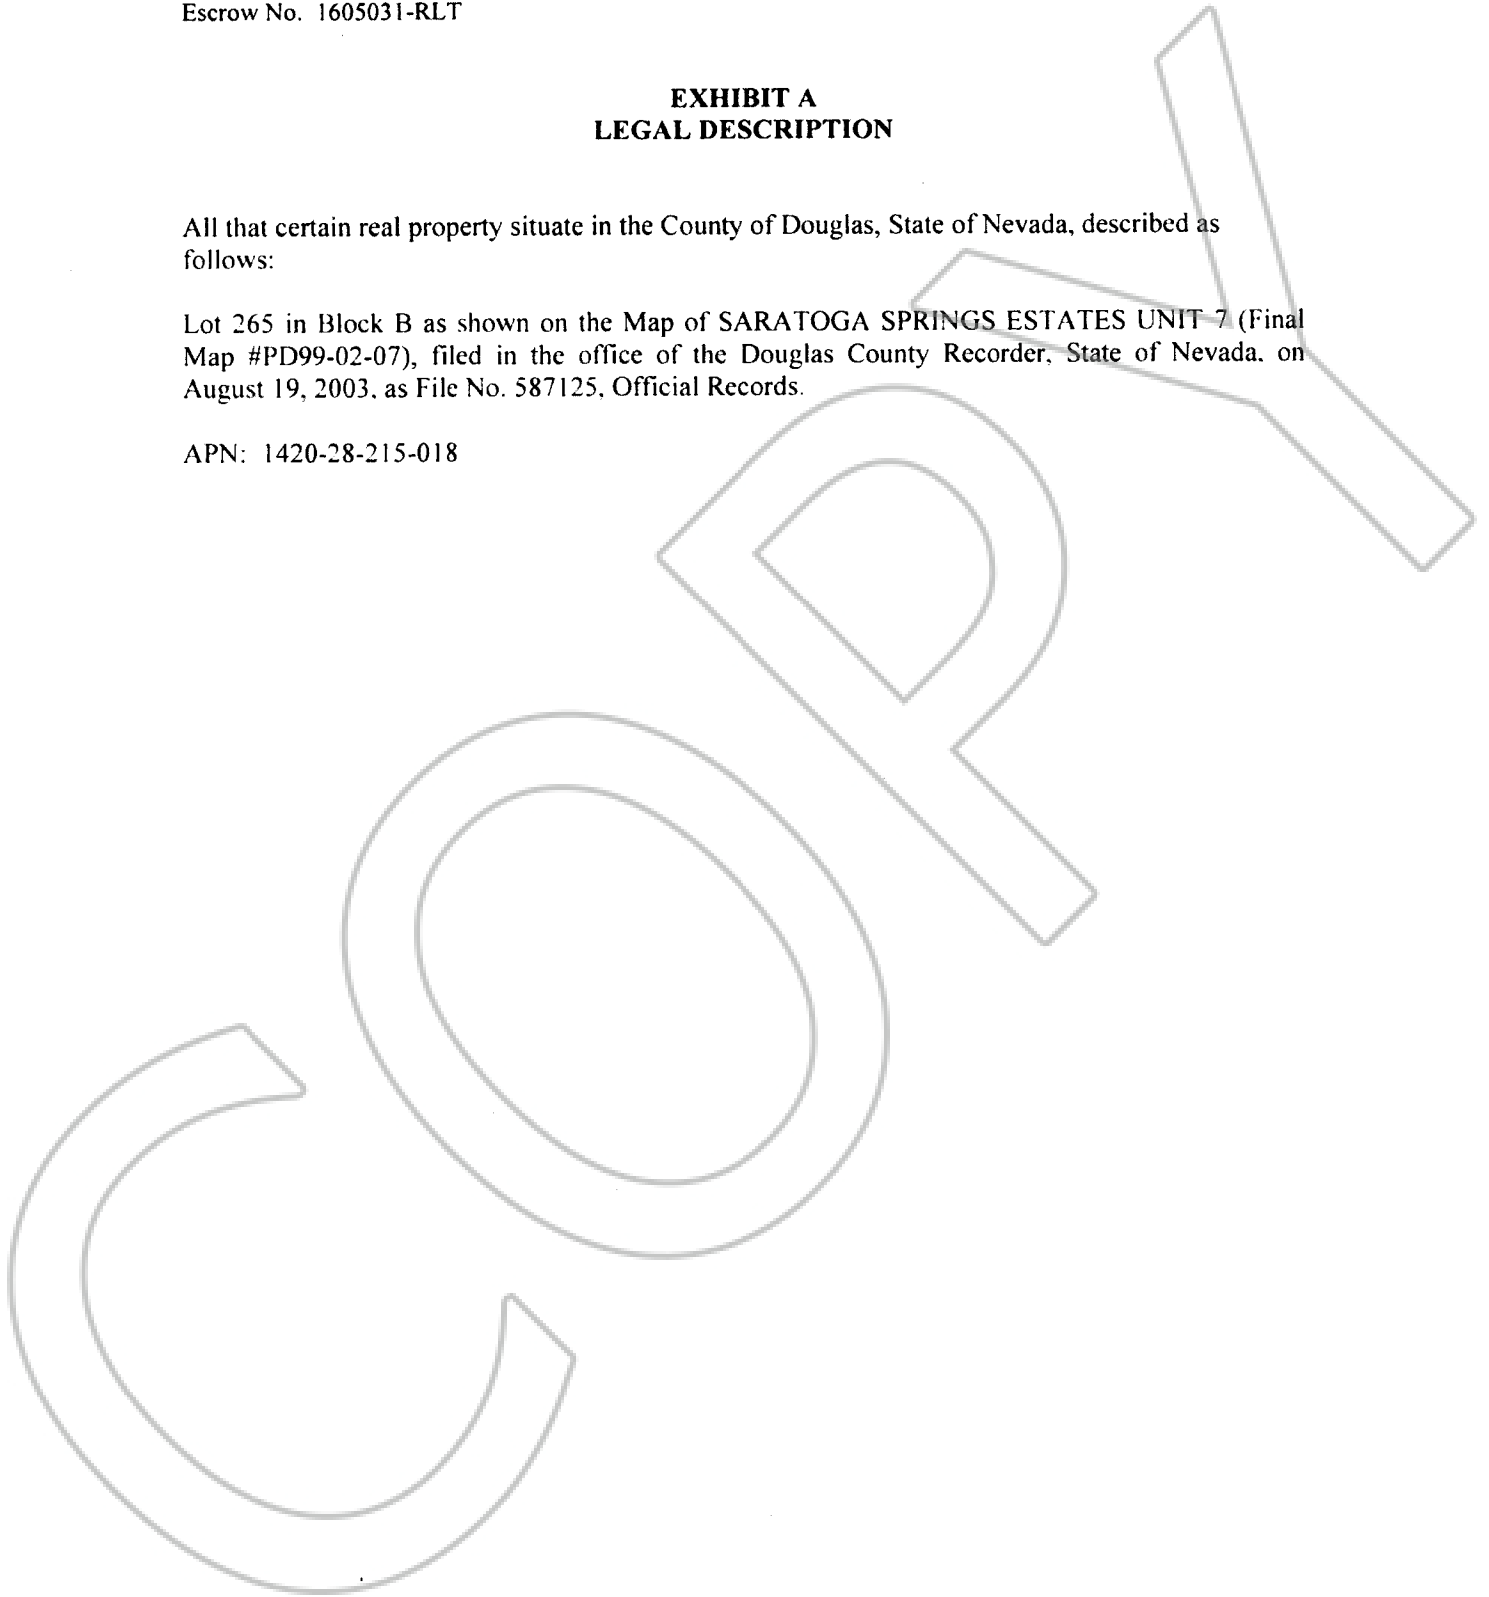 Escrow No. 1605031-RLT
EXHIBIT A
LEGAL DESCRIPTION
All that certain real property situate in the County of Douglas, State of Nevada, described as
follows:
Lot 265 in Block B as shown on the Map of SARATOGA SPRINGS ESTATES UNIT 7 (Final
Map #PD99-02-07), filed in the office of the Douglas County Recorder, State of Nevada, on
August 19, 2003, as File No. 587125, Official Records.
APN: 1420-28-215-018
COPY